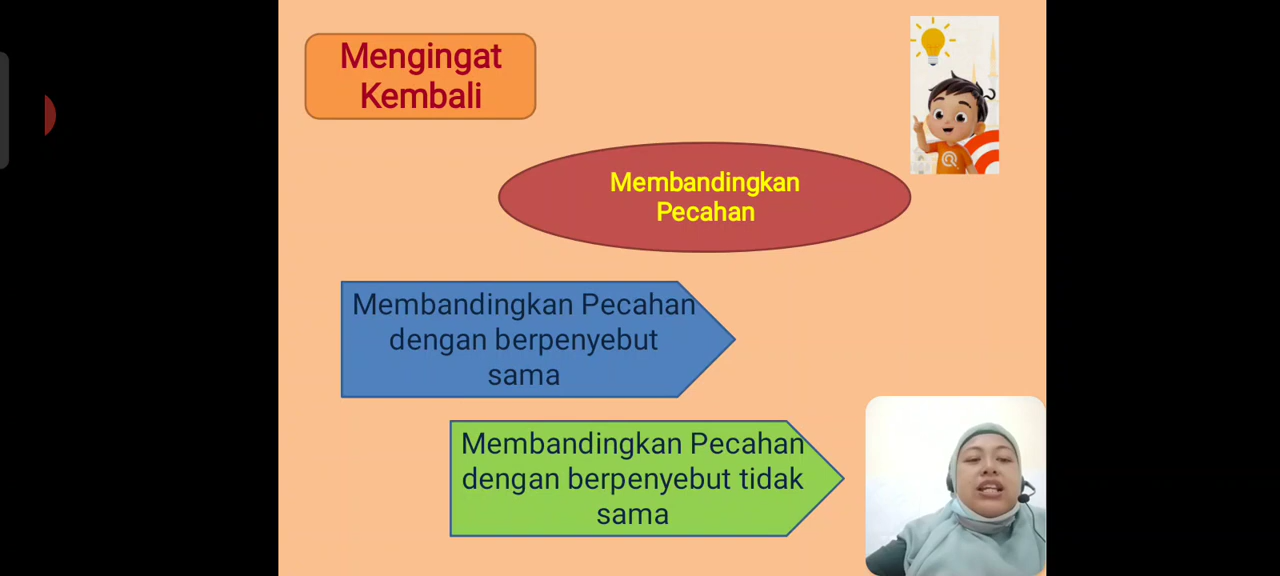 Mengingat
Kembali
Membandingkan
Pecahan
Membandingkan Pecahan
dengan berpenyebut
sama
Membandingkan Pecahan
dengan berpenyebut tidak
sama